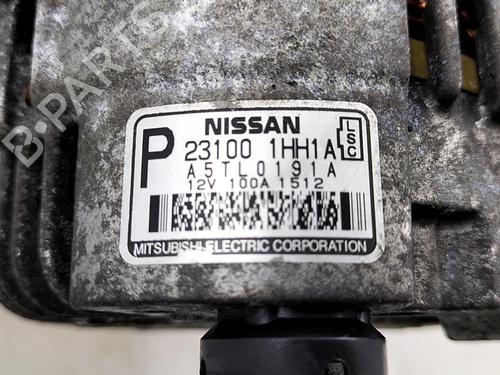 B-PARTS
NISSAN
P 23100 1HH1A LSC
A5TL0191A
12V 100A 1512
MITSUBISHI ELECTRIC CORPORATION